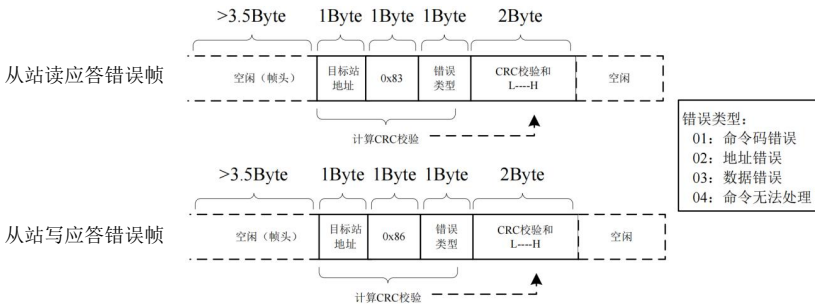 >3.5Byte 1Byte 1Byte 1Byte 2Byte
从站读应答错误帧
空闲（帧头） 目标站地址 0x83 错误类型 CRC校验和 L----H 空闲
计算CRC校验
错误类型：
01：命令码错误
02：地址错误
03：数据错误
04：命令无法处理
>3.5Byte 1Byte 1Byte 1Byte 2Byte
从站写应答错误帧
空闲（帧头） 目标站地址 0x86 错误类型 CRC校验和 L----H 空闲
计算CRC校验